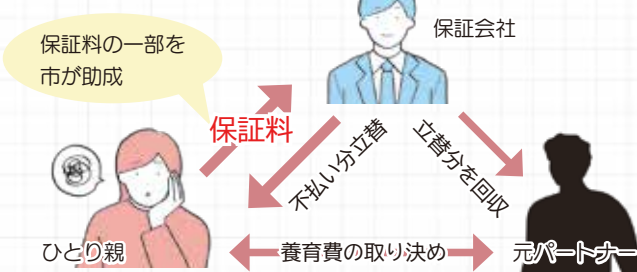 保証料の一部を
市が助成
保証会社
保証料
不払い分立替
立替分を回収
ひとり親
養育費の取り決め
元パートナー